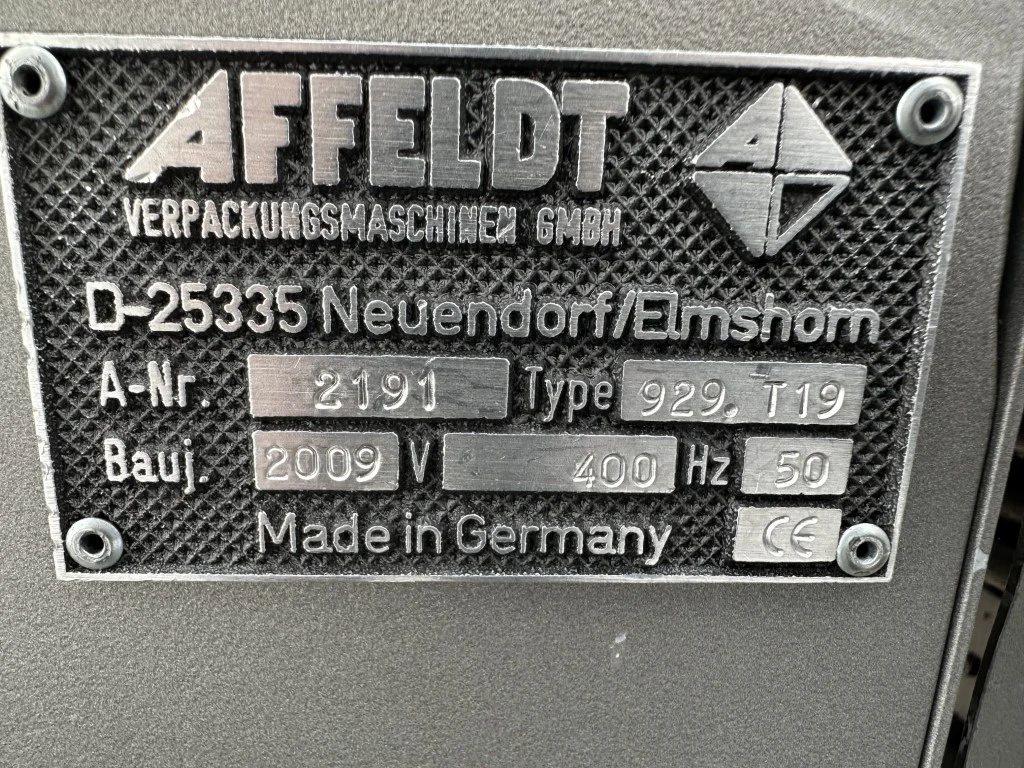 AFFELDT
VERPACKUNGSMASCHINEN GMBH
D-25335 Neuendorf/Elmshorn
A-Nr. 2191 Type 929. T19
Bauj. 2009 V 400 Hz 50
Made in Germany CE